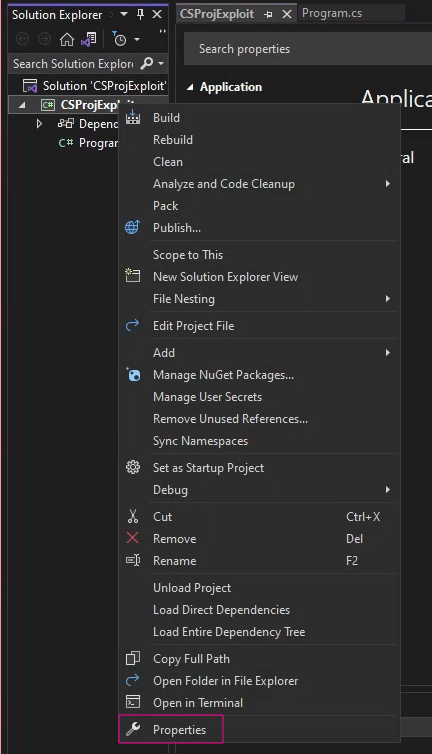 Solution Explorer
CSProjExploit
Program.cs
Search Solution Explor
Search properties
Solution 'CSProjExploit'
Application
CSProjExploit
Applica
Depend
Program
al
Build
Rebuild
Clean
Analyze and Code Cleanup
Pack
Publish...
Scope to This
New Solution Explorer View
File Nesting
Edit Project File
Add
Manage NuGet Packages...
Manage User Secrets
Remove Unused References...
Sync Namespaces
Set as Startup Project
Debug
Cut Ctrl+X
Remove Del
Rename F2
Unload Project
Load Direct Dependencies
Load Entire Dependency Tree
Copy Full Path
Open Folder in File Explorer
Open in Terminal
Properties